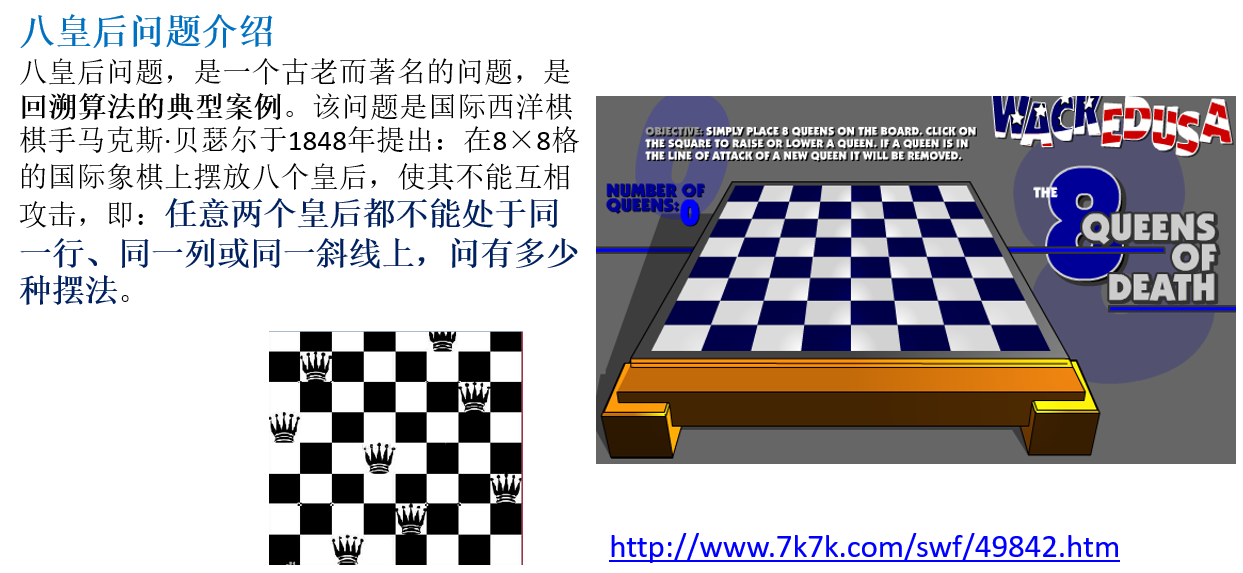 八皇后问题介绍
八皇后问题，是一个古老而著名的问题，是
回溯算法的典型案例。该问题是国际西洋棋
棋手马克斯·贝瑟尔于1848年提出：在8×8格
的国际象棋上摆放八个皇后，使其不能互相
攻击，即：任意两个皇后都不能处于同
一行、同一列或同一斜线上，问有多少
种摆法。
WACKEDUSA
OBJECTIVE: SIMPLY PLACE 8 QUEENS ON THE BOARD. CLICK ON
THE SQUARE TO RAISE OR LOWER A QUEEN. IF A QUEEN IS IN
THE LINE OF ATTACK OF A NEW QUEEN IT WILL BE REMOVED.
NUMBER OF
QUEENS: 0
THE
8
QUEENS
OF
DEATH
http://www.7k7k.com/swf/49842.htm